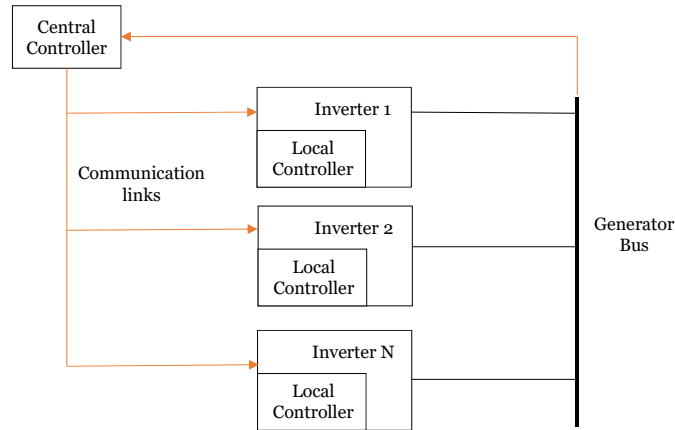 Central
Controller
Inverter 1
Local
Controller
Communication
links
Inverter 2
Local
Controller
Generator
Bus
Inverter N
Local
Controller